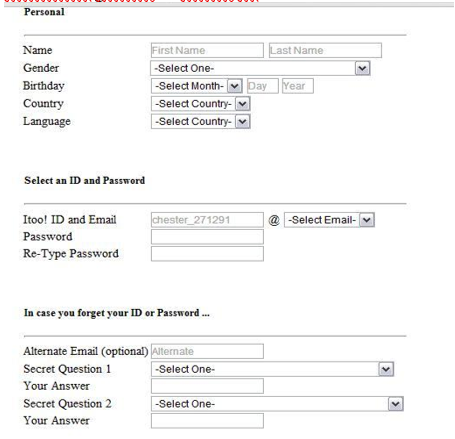 Personal
Name First Name Last Name
Gender -Select One-
Birthday -Select Month- Day Year
Country -Select Country-
Language -Select Country-
Select an ID and Password
Itoo! ID and Email chester_271291 @ -Select Email-
Password
Re-Type Password
In case you forget your ID or Password ...
Alternate Email (optional) Alternate
Secret Question 1 -Select One-
Your Answer
Secret Question 2 -Select One-
Your Answer